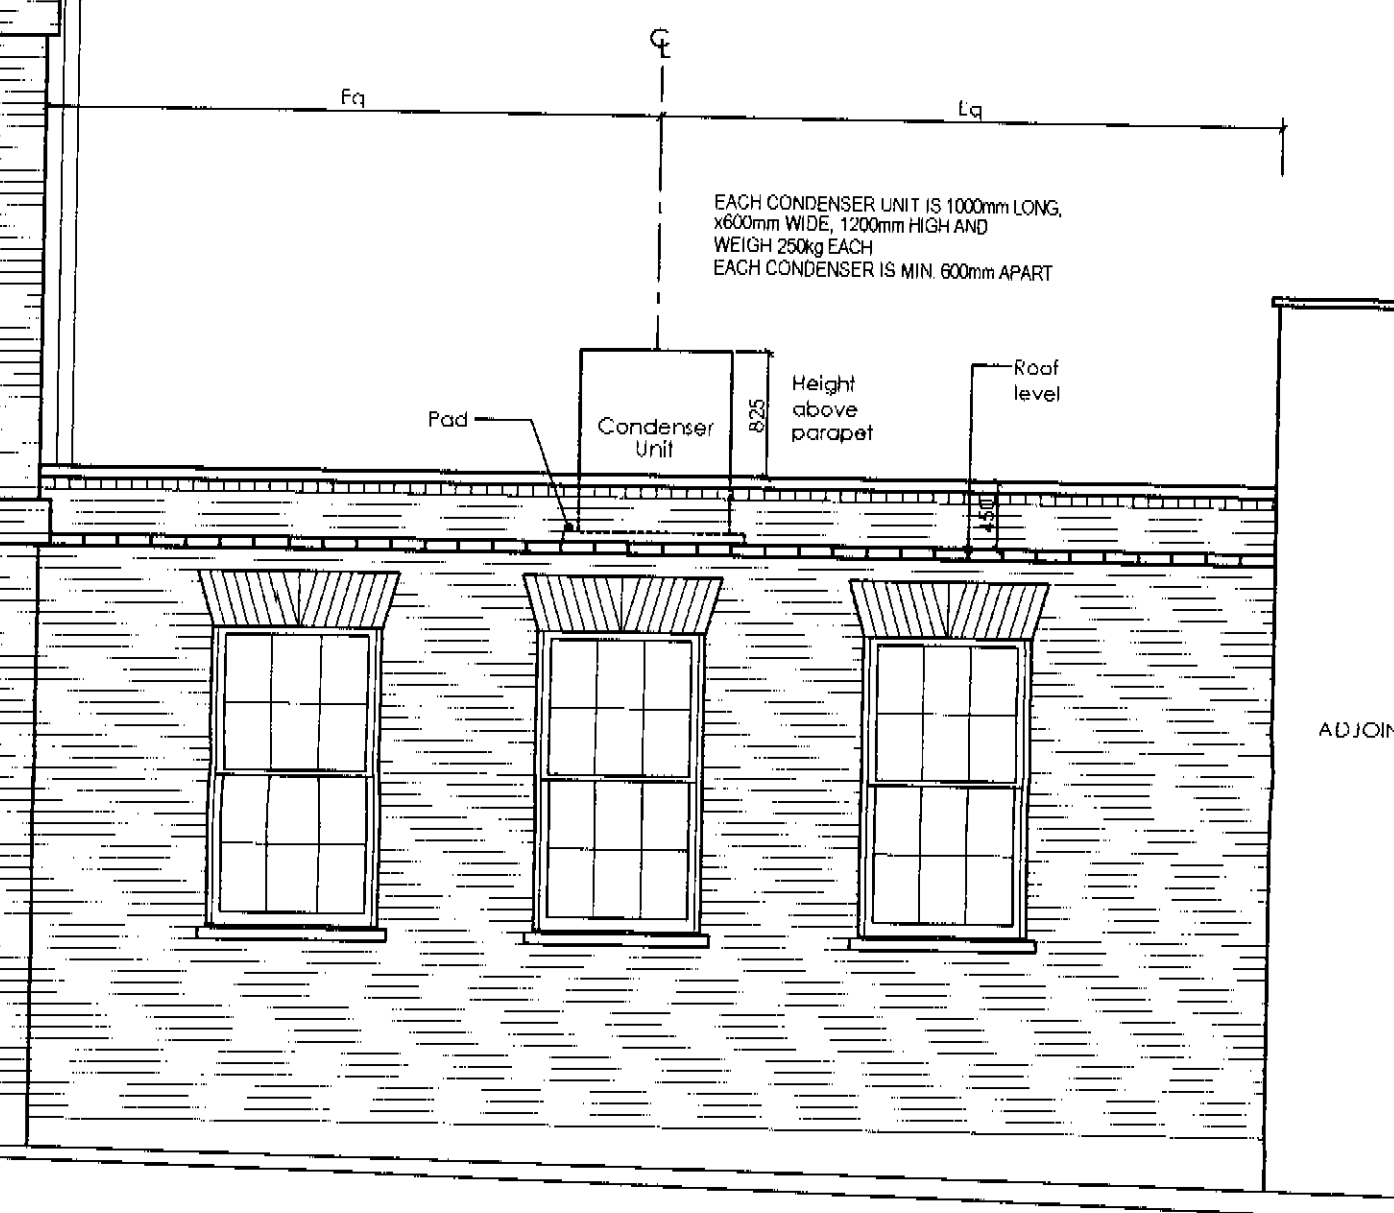 ℄
Eq
Eq
EACH CONDENSER UNIT IS 1000mm LONG,
x600mm WIDE, 1200mm HIGH AND
WEIGH 250kg EACH
EACH CONDENSER IS MIN. 600mm APART
Roof
level
Height
above
parapet
825
Pad
Condenser
Unit
450
ADJOIN